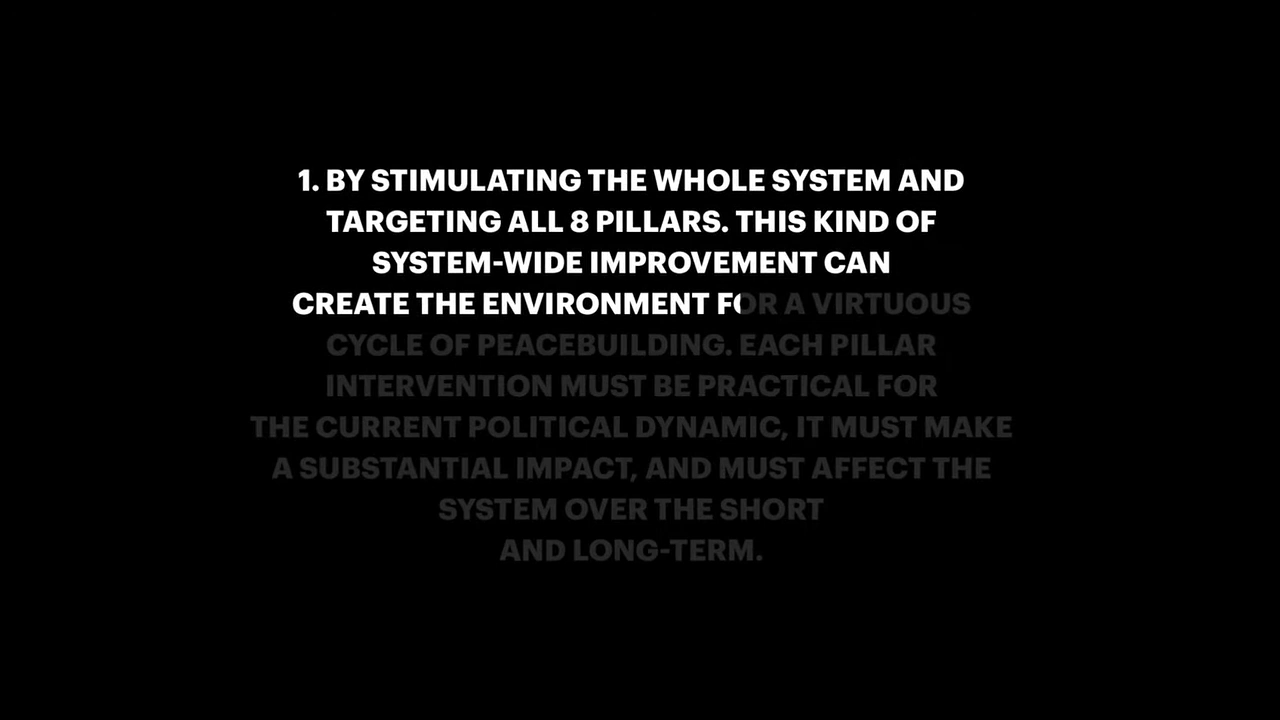 1. BY STIMULATING THE WHOLE SYSTEM AND
TARGETING ALL 8 PILLARS. THIS KIND OF
SYSTEM-WIDE IMPROVEMENT CAN
CREATE THE ENVIRONMENT FOR A VIRTUOUS
CYCLE OF PEACEBUILDING. EACH PILLAR
INTERVENTION MUST BE PRACTICAL FOR
THE CURRENT POLITICAL DYNAMIC, IT MUST MAKE
A SUBSTANTIAL IMPACT, AND MUST AFFECT THE
SYSTEM OVER THE SHORT
AND LONG-TERM.